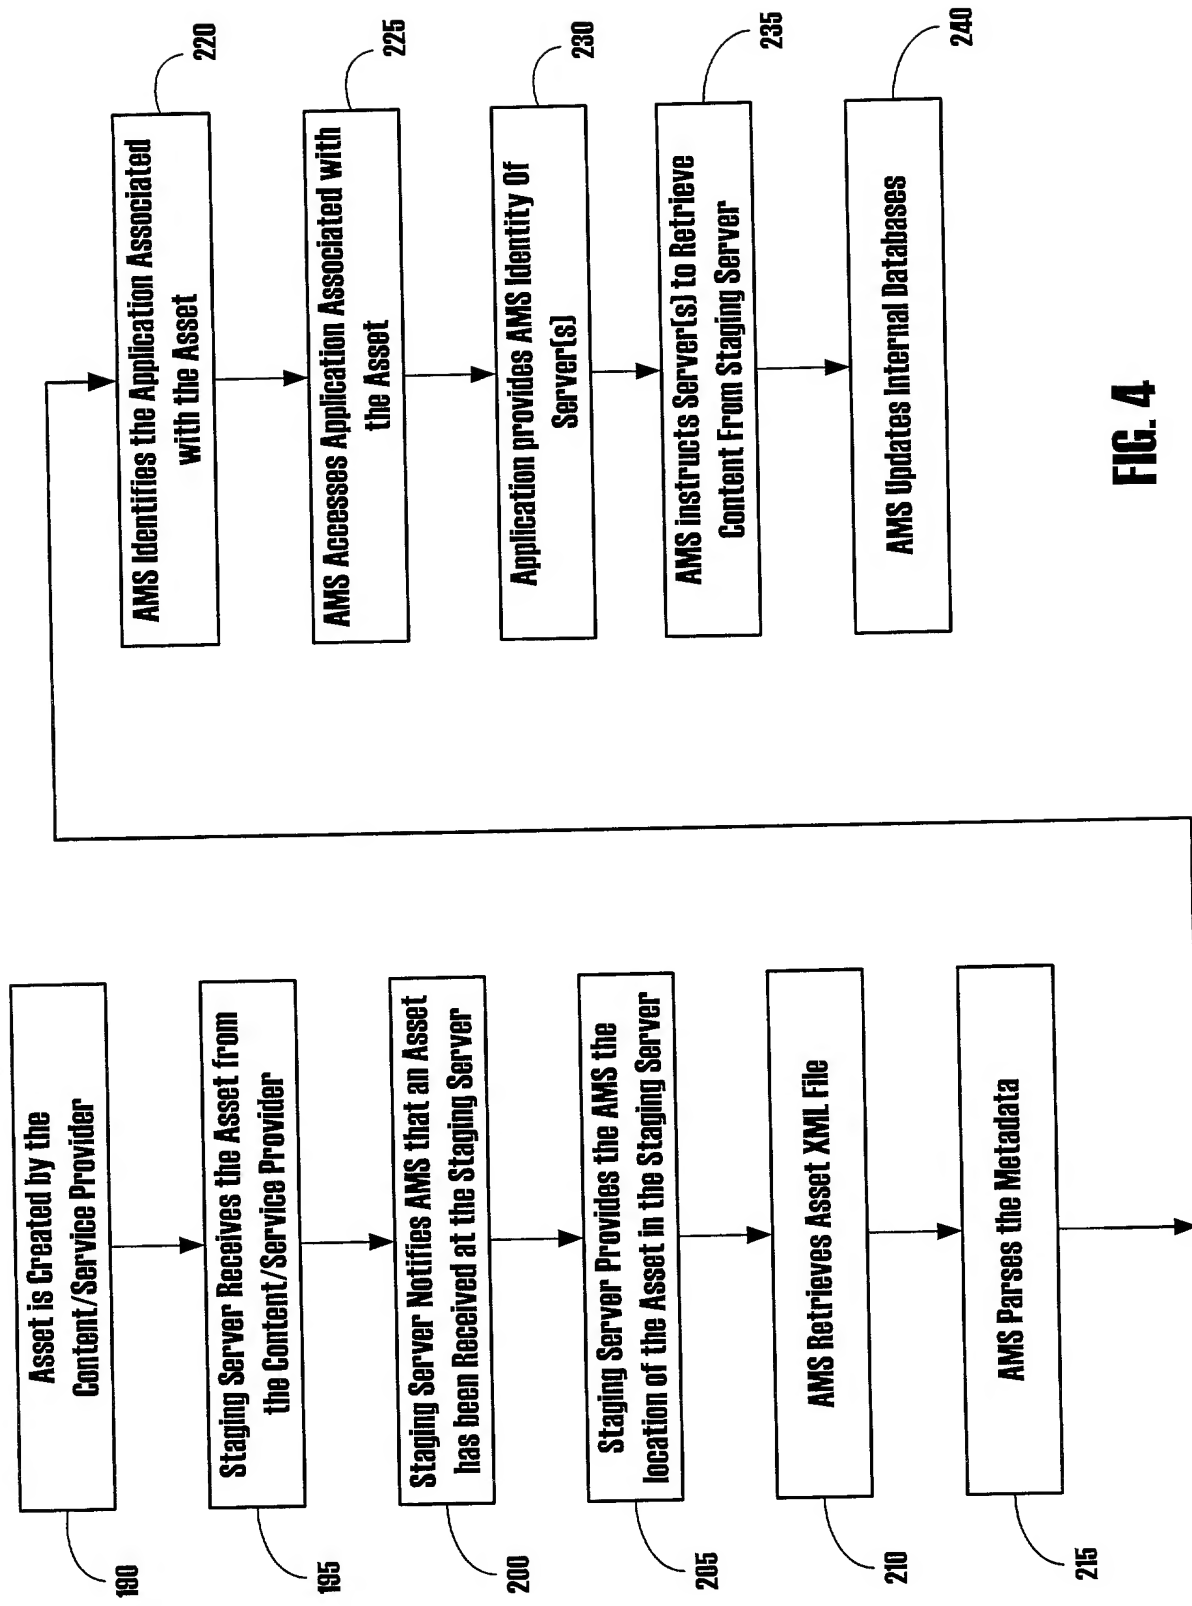 Asset is Created by the
Content/Service Provider
190
Staging Server Receives the Asset from
the Content/Service Provider
195
Staging Server Notifies AMS that an Asset
has been Received at the Staging Server
200
Staging Server Provides the AMS the
location of the Asset in the Staging Server
205
AMS Retrieves Asset XML File
210
AMS Parses the Metadata
215
AMS Identifies the Application Associated
with the Asset
220
AMS Accesses Application Associated with
the Asset
225
Application provides AMS Identity Of
Server(s)
230
AMS instructs Server(s) to Retrieve
Content From Staging Server
235
AMS Updates Internal Databases
240
FIG. 4